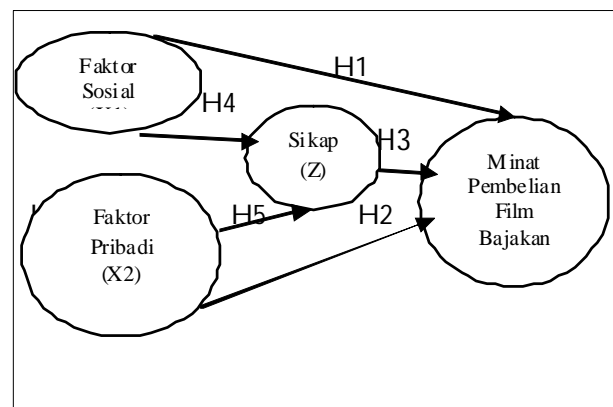 Faktor
Sosial
H1
H4
Sikap
(Z)
H3
Minat
Pembelian
Film
Bajakan
Faktor
Pribadi
(X2)
H5
H2